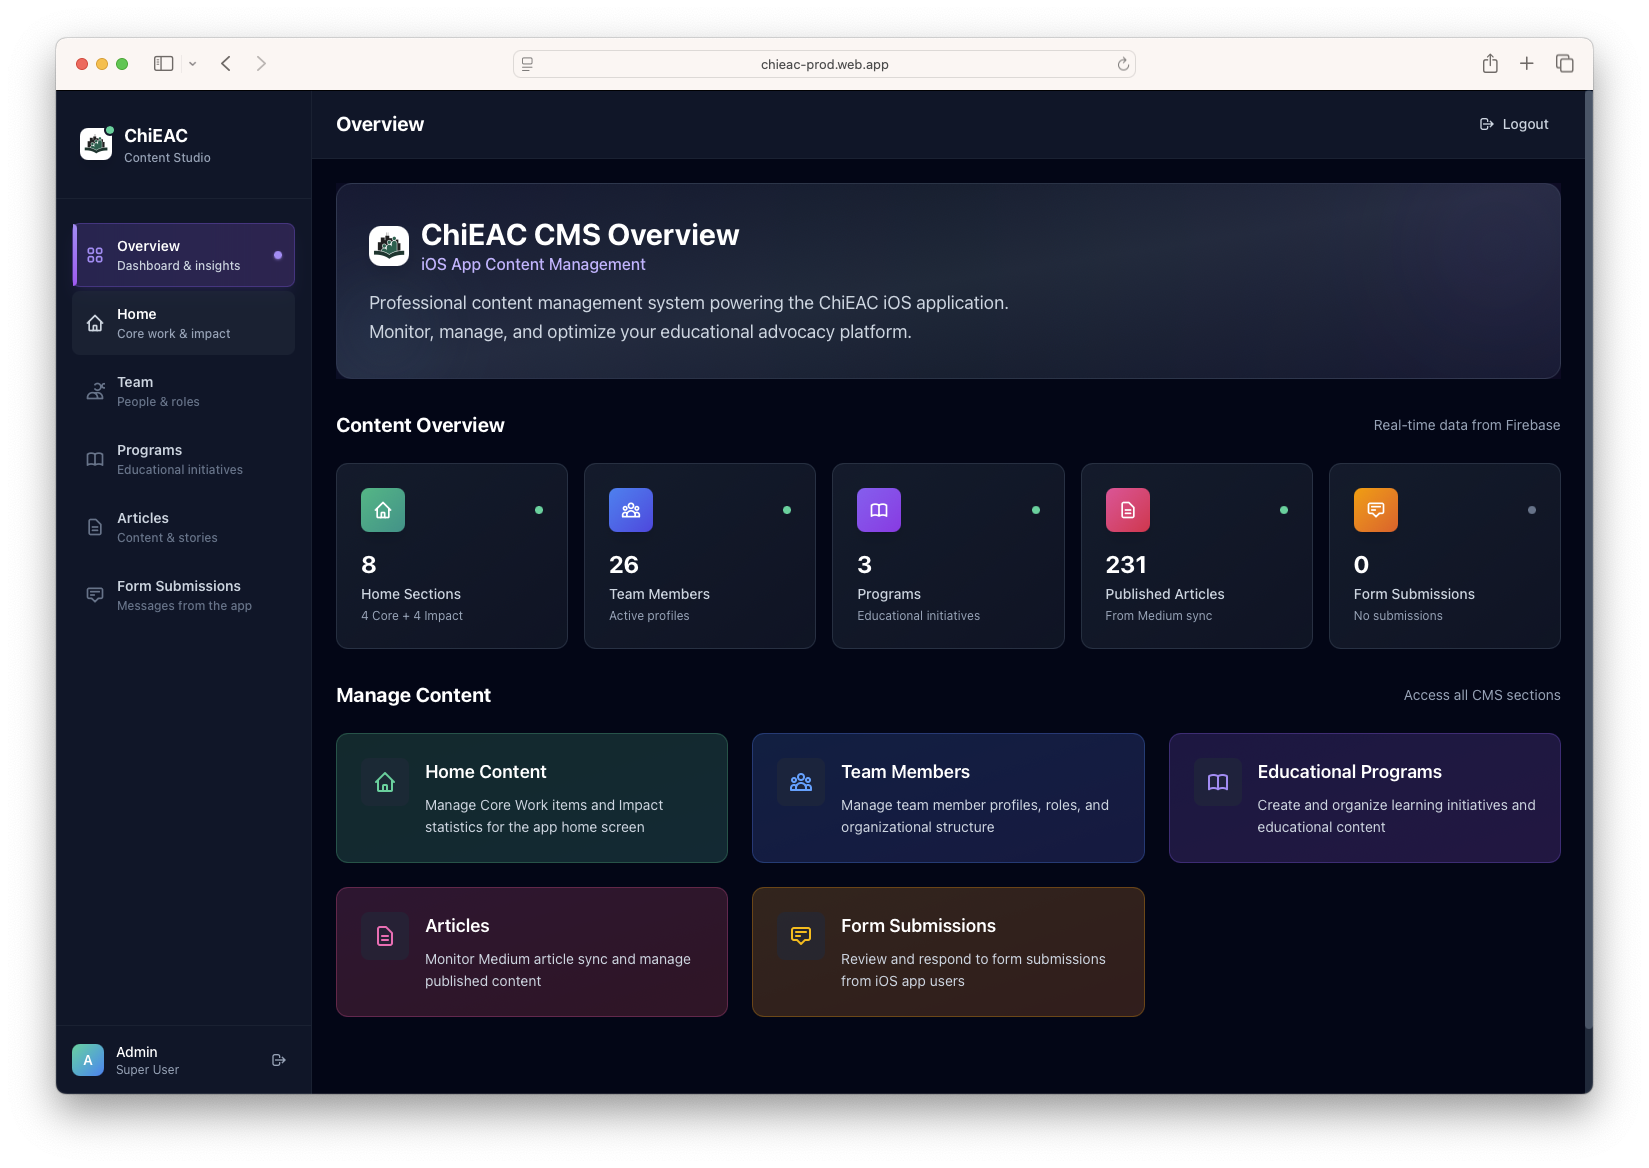 chieac-prod.web.app
ChiEAC
Content Studio
Overview
Dashboard & insights
Home
Core work & impact
Team
People & roles
Programs
Educational initiatives
Articles
Content & stories
Form Submissions
Messages from the app
A
Admin
Super User
Overview
Logout
ChiEAC CMS Overview
iOS App Content Management
Professional content management system powering the ChiEAC iOS application.
Monitor, manage, and optimize your educational advocacy platform.
Content Overview
Real-time data from Firebase
8
Home Sections
4 Core + 4 Impact
26
Team Members
Active profiles
3
Programs
Educational initiatives
231
Published Articles
From Medium sync
0
Form Submissions
No submissions
Manage Content
Access all CMS sections
Home Content
Manage Core Work items and Impact
statistics for the app home screen
Team Members
Manage team member profiles, roles, and
organizational structure
Educational Programs
Create and organize learning initiatives and
educational content
Articles
Monitor Medium article sync and manage
published content
Form Submissions
Review and respond to form submissions
from iOS app users